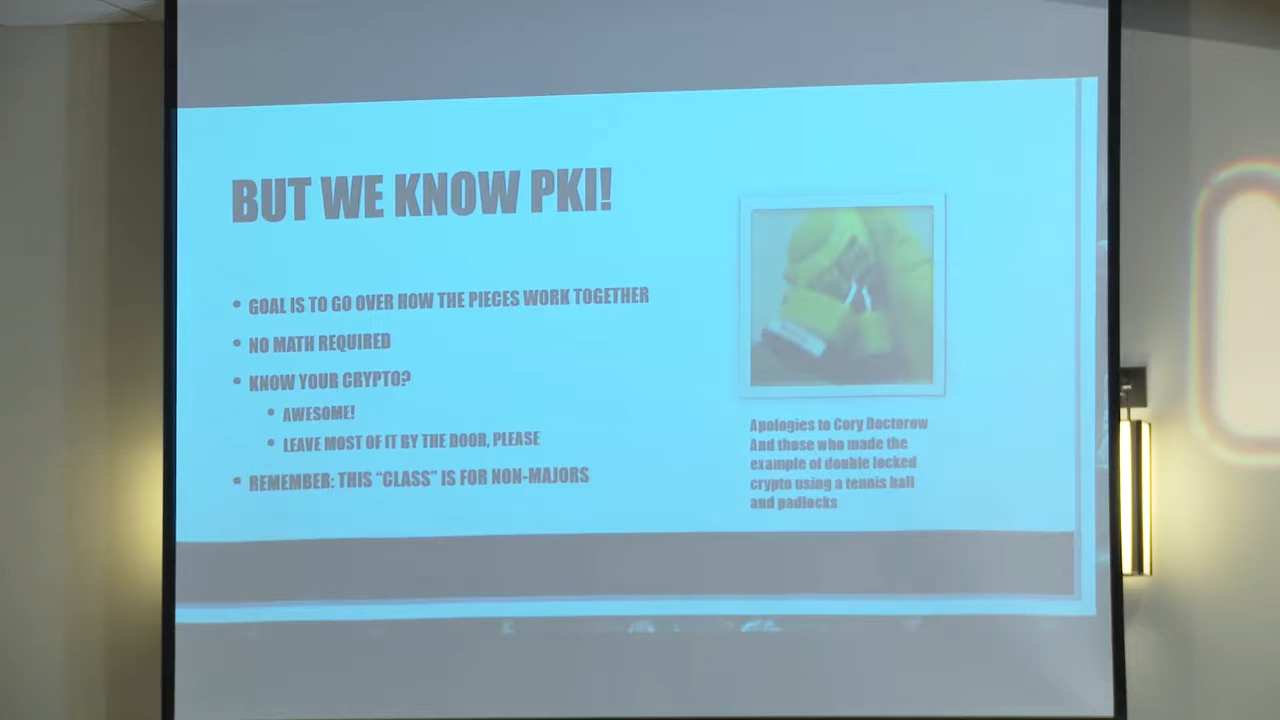 BUT WE KNOW PKI!
• GOAL IS TO GO OVER HOW THE PIECES WORK TOGETHER
• NO MATH REQUIRED
• KNOW YOUR CRYPTO?
• AWESOME!
• LEAVE MOST OF IT BY THE DOOR, PLEASE
• REMEMBER: THIS “CLASS” IS FOR NON-MAJORS
Apologies to Cory Doctorow
And those who made the
example of double locked
crypto using a tennis ball
and padlocks